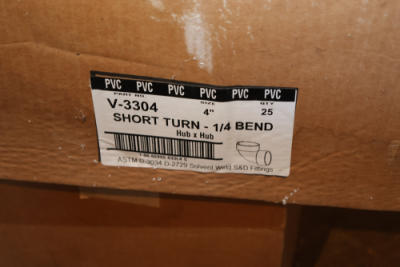 PVC PVC PVC PVC PVC PVC
PART NO. SIZE QTY
V-3304 4" 25
SHORT TURN - 1/4 BEND
Hub x Hub
ASTM D-3034 D-2729 Solvent Weld S&D Fittings